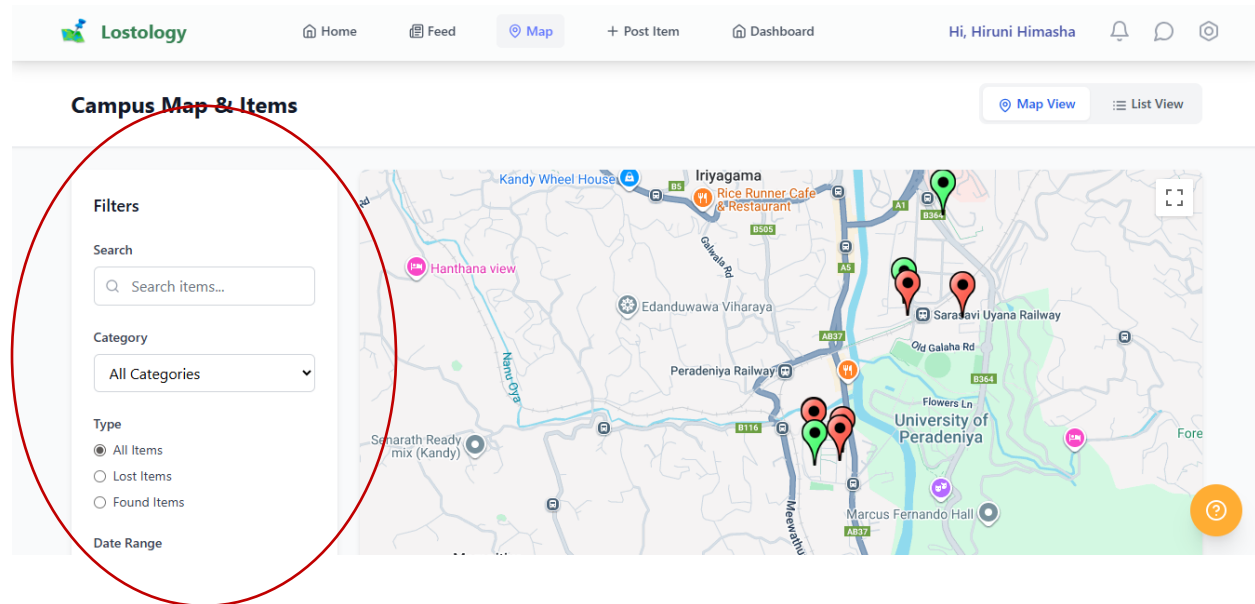 Lostology
Home
Feed
Map
+ Post Item
Dashboard
Hi, Hiruni Himasha
Campus Map & Items
Map View
List View
Filters
Search
Search items...
Category
All Categories
Type
All Items
Lost Items
Found Items
Date Range
Kandy Wheel House
B5
Iriyagama
Rice Runner Cafe
& Restaurant
A1
B364
B505
Galwala Rd
A5
Hanthana view
Edanduwawa Viharaya
Sarasavi Uyana Railway
AB37
Old Galaha Rd
Nanu Oya
Peradeniya Railway
B364
Flowers Ln
University of
Peradeniya
B116
Senarath Ready
mix (Kandy)
Fore
Marcus Fernando Hall
Meewathu
AB37